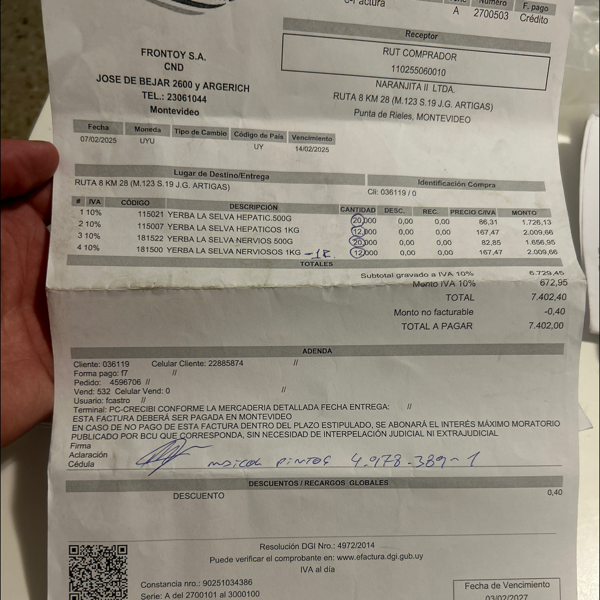 e-Factura
Número F. pago
A 2700503 Crédito
Receptor
RUT COMPRADOR
110255060010
NARANJITA II LTDA.
RUTA 8 KM 28 (M.123 S.19 J.G. ARTIGAS)
Punta de Rieles, MONTEVIDEO
FRONTOY S.A.
CND
JOSE DE BEJAR 2600 y ARGERICH
TEL.: 23061044
Montevideo
Fecha Moneda Tipo de Cambio Código de País Vencimiento
07/02/2025 UYU UY 14/02/2025
Lugar de Destino/Entrega Identificación Compra
RUTA 8 KM 28 (M.123 S.19 J.G. ARTIGAS) Cli: 036119 / 0
# IVA CÓDIGO DESCRIPCIÓN CANTIDAD DESC. REC. PRECIO C/IVA MONTO
1 10% 115021 YERBA LA SELVA HEPATIC.500G 20,000 0,00 0,00 86,31 1.726,13
2 10% 115007 YERBA LA SELVA HEPATICOS 1KG 12,000 0,00 0,00 167,47 2.009,66
3 10% 181522 YERBA LA SELVA NERVIOS 500G 20,000 0,00 0,00 82,85 1.656,95
4 10% 181500 YERBA LA SELVA NERVIOSOS 1KG 12,000 0,00 0,00 167,47 2.009,66
TOTALES
Subtotal gravado a IVA 10% 6.729,45
Monto IVA 10% 672,95
TOTAL 7.402,40
Monto no facturable -0,40
TOTAL A PAGAR 7.402,00
ADENDA
Cliente: 036119 Celular Cliente: 22885874 //
Forma pago: f7 //
Pedido: 4596706 //
Vend: 532 Celular Vend: 0 //
Usuario: fcastro //
Terminal: PC-CRECIBI CONFORME LA MERCADERIA DETALLADA FECHA ENTREGA: //
ESTA FACTURA DEBERÁ SER PAGADA EN MONTEVIDEO
EN CASO DE NO PAGO DE ESTA FACTURA DENTRO DEL PLAZO ESTIPULADO, SE ABONARÁ EL INTERÉS MÁXIMO MORATORIO
PUBLICADO POR BCU QUE CORRESPONDA, SIN NECESIDAD DE INTERPELACIÓN JUDICIAL NI EXTRAJUDICIAL
Firma
Aclaración PINTOS 4.978-389-1
Cédula
DESCUENTOS / RECARGOS GLOBALES
DESCUENTO 0,40
Resolución DGI Nro.: 4972/2014
Puede verificar el comprobante en: www.efactura.dgi.gub.uy
IVA al día
Constancia nro.: 90251034386
Serie: A del 2700101 al 3000100
Fecha de Vencimiento
03/02/2027